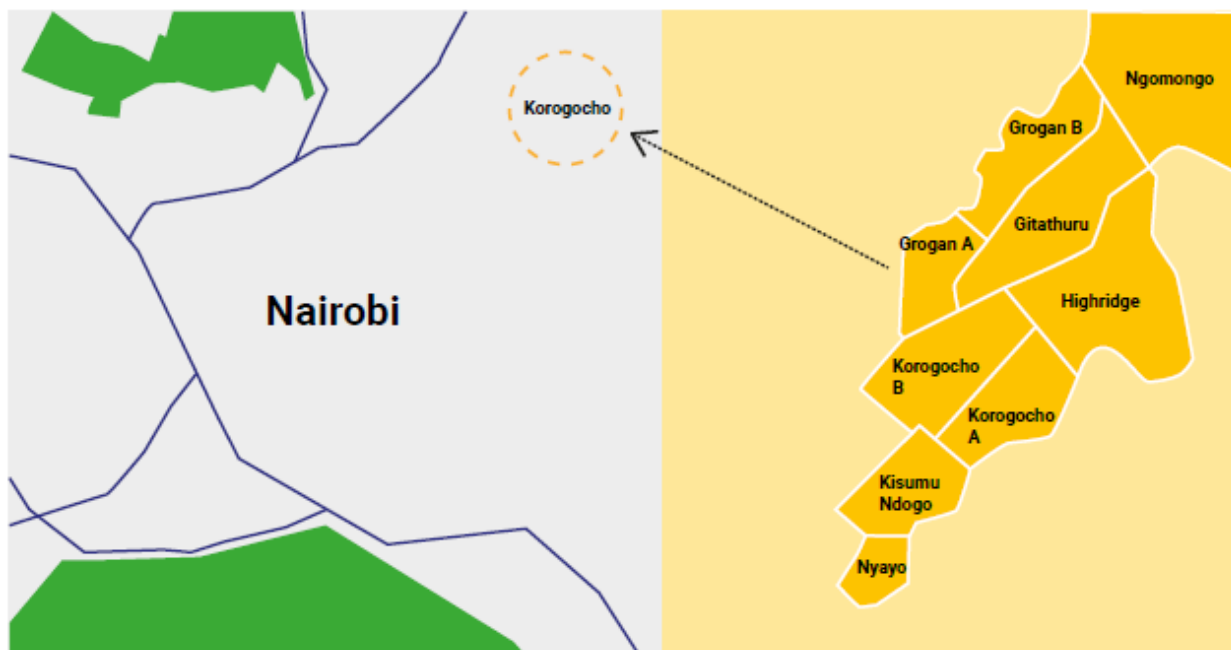 Korogocho
Nairobi
Ngomongo
Grogan B
Gitathuru
Grogan A
Highridge
Korogocho
B
Korogocho
A
Kisumu
Ndogo
Nyayo